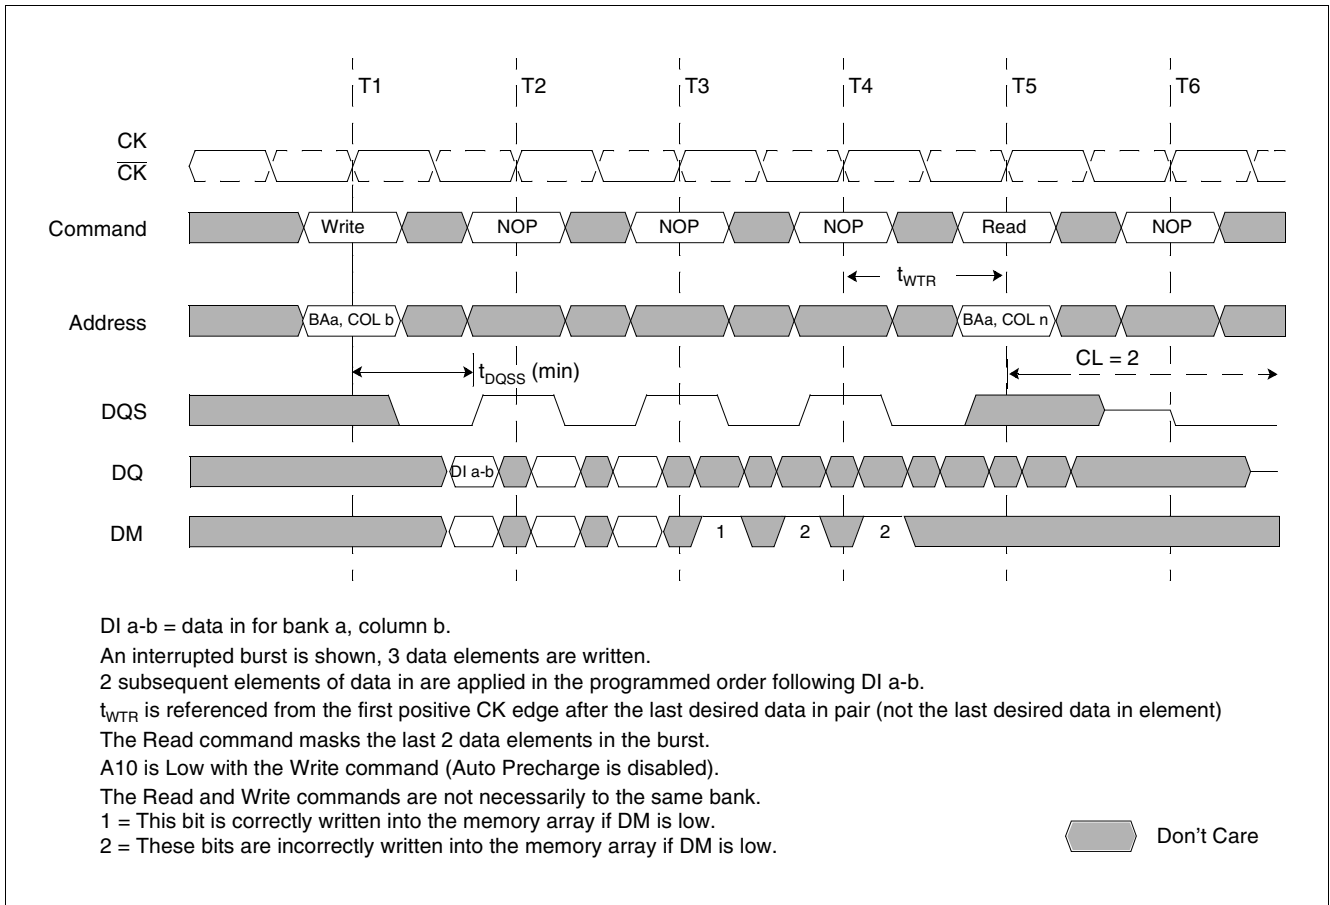 T1 T2 T3 T4 T5 T6
CK
CK
Command Write NOP NOP NOP Read NOP
tWTR
Address BAa, COL b BAa, COL n
tDQSS (min) CL = 2
DQS
DQ DI a-b
DM 1 2 2
DI a-b = data in for bank a, column b.
An interrupted burst is shown, 3 data elements are written.
2 subsequent elements of data in are applied in the programmed order following DI a-b.
tWTR is referenced from the first positive CK edge after the last desired data in pair (not the last desired data in element)
The Read command masks the last 2 data elements in the burst.
A10 is Low with the Write command (Auto Precharge is disabled).
The Read and Write commands are not necessarily to the same bank.
1 = This bit is correctly written into the memory array if DM is low.
2 = These bits are incorrectly written into the memory array if DM is low.
Don't Care